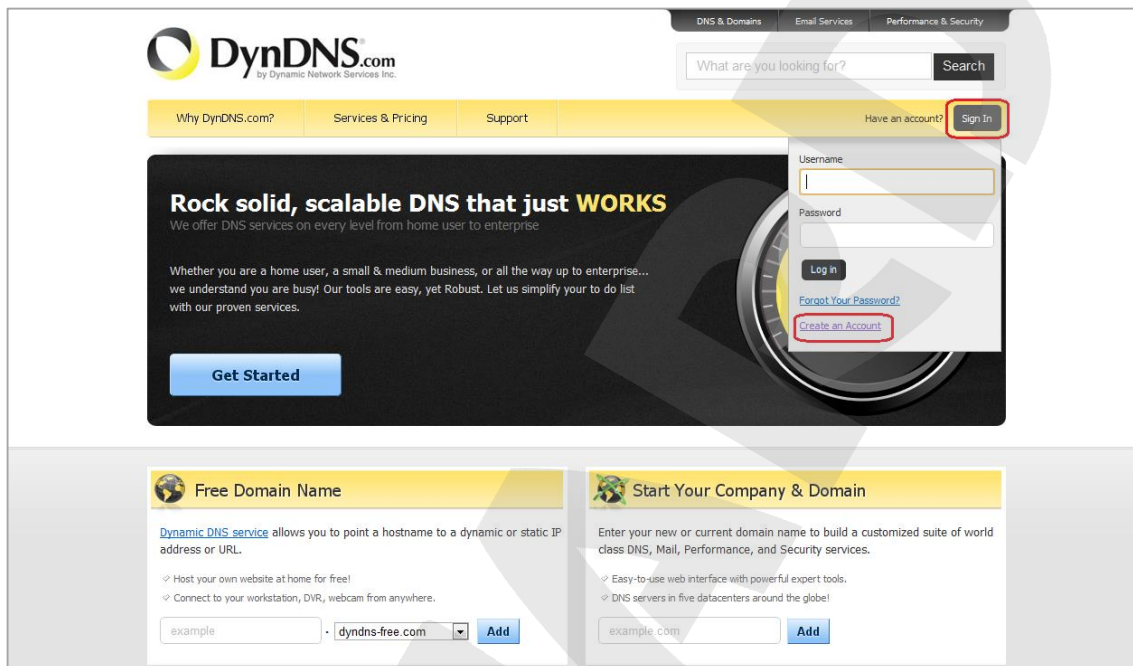 DNS & Domains Email Services Performance & Security
DynDNS.com
by Dynamic Network Services Inc.
What are you looking for? Search
Why DynDNS.com? Services & Pricing Support Have an account? Sign In
Username
Password
Log in
Forgot Your Password?
Create an Account
Rock solid, scalable DNS that just WORKS
We offer DNS services on every level from home user to enterprise
Whether you are a home user, a small & medium business, or all the way up to enterprise...
we understand you are busy! Our tools are easy, yet Robust. Let us simplify your to do list
with our proven services.
Get Started
Free Domain Name
Dynamic DNS service allows you to point a hostname to a dynamic or static IP
address or URL.
Host your own website at home for free!
Connect to your workstation, DVR, webcam from anywhere.
example . dyndns-free.com Add
Start Your Company & Domain
Enter your new or current domain name to build a customized suite of world
class DNS, Mail, Performance, and Security services.
Easy-to-use web interface with powerful expert tools.
DNS servers in five datacenters around the globe!
example.com Add